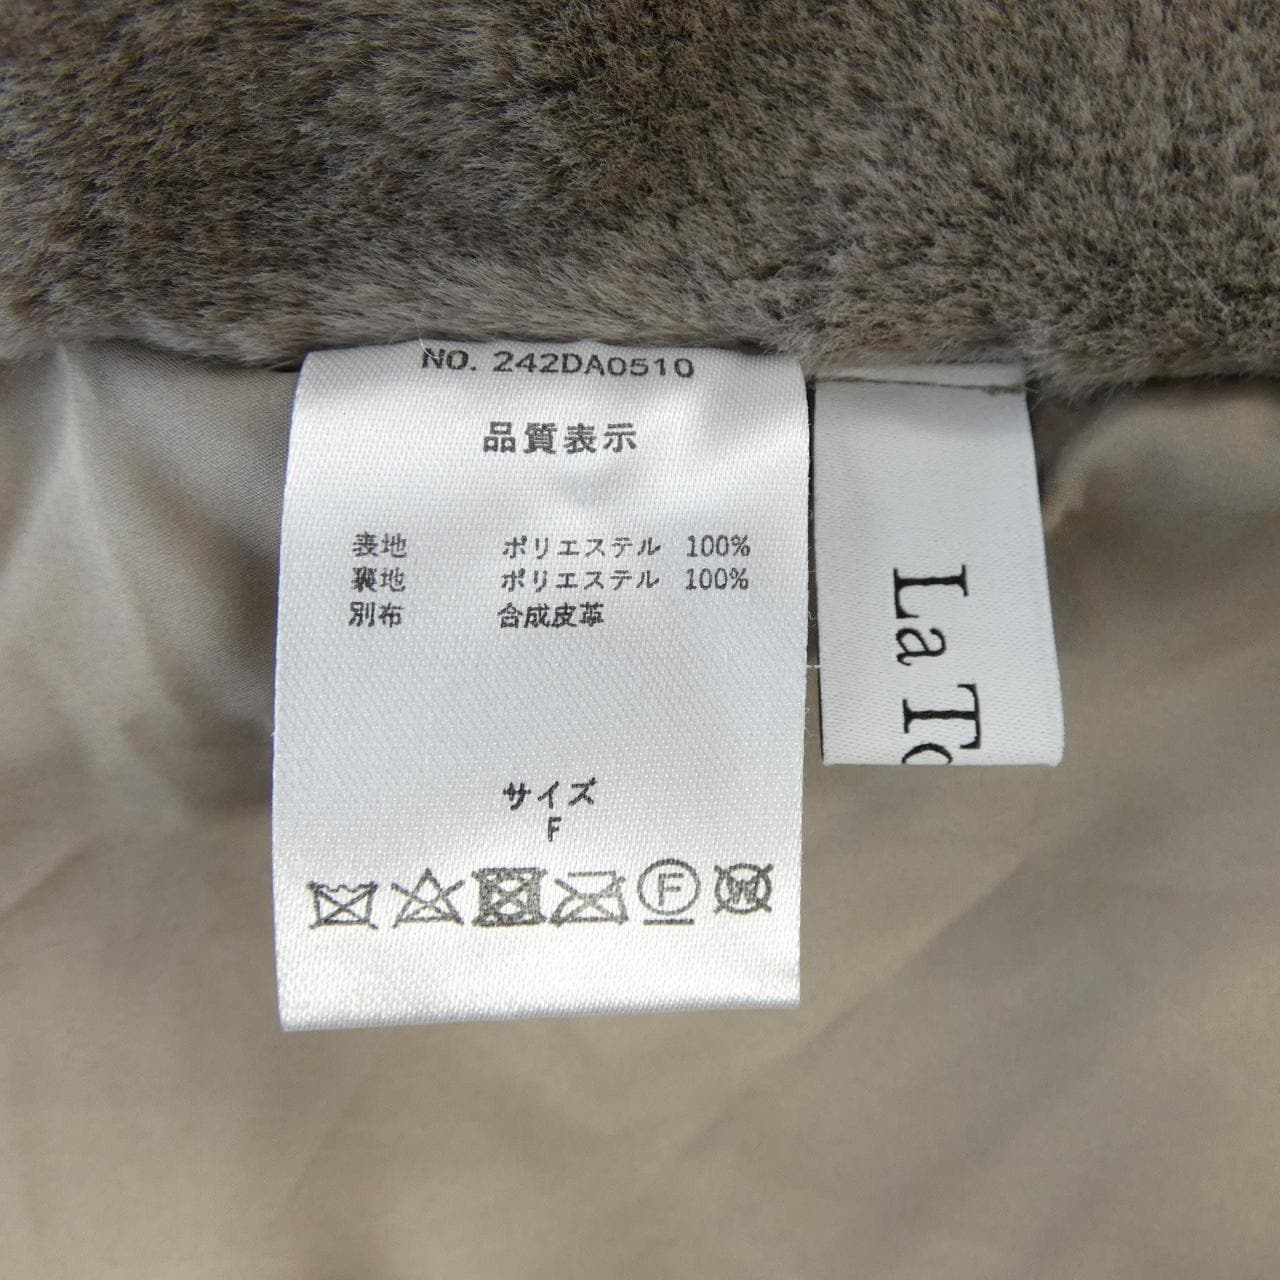 NO. 242DA0510
品質表示
表地 ポリエステル 100%
裏地 ポリエステル 100%
別布 合成皮革
サイズ
F
F
W
La To